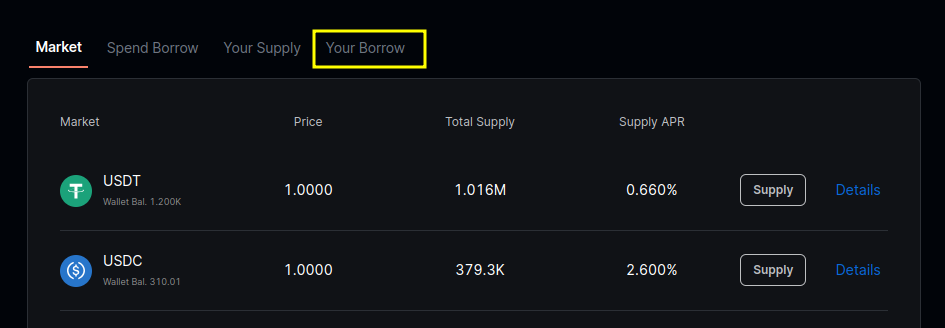 Market Spend Borrow Your Supply Your Borrow
Market Price Total Supply Supply APR
USDT
Wallet Bal. 1.200K
1.0000 1.016M 0.660% Supply Details
USDC
Wallet Bal. 310.01
1.0000 379.3K 2.600% Supply Details